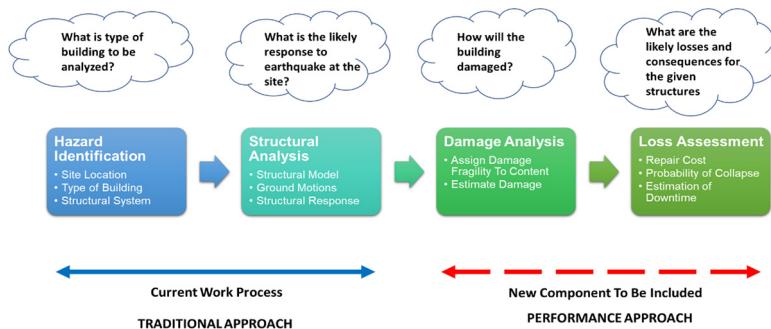 What is type of
building to be
analyzed?
What is the likely
response to
earthquake at the
site?
How will the
building
damaged?
What are the
likely losses and
consequences for
the given
structures
Hazard
Identification
• Site Location
• Type of Building
• Structural System
Structural
Analysis
• Structural Model
• Ground Motions
• Structural Response
Damage Analysis
• Assign Damage
Fragility To Content
• Estimate Damage
Loss Assessment
• Repair Cost
• Probability of Collapse
• Estimation of
Downtime
Current Work Process
TRADITIONAL APPROACH
New Component To Be Included
PERFORMANCE APPROACH